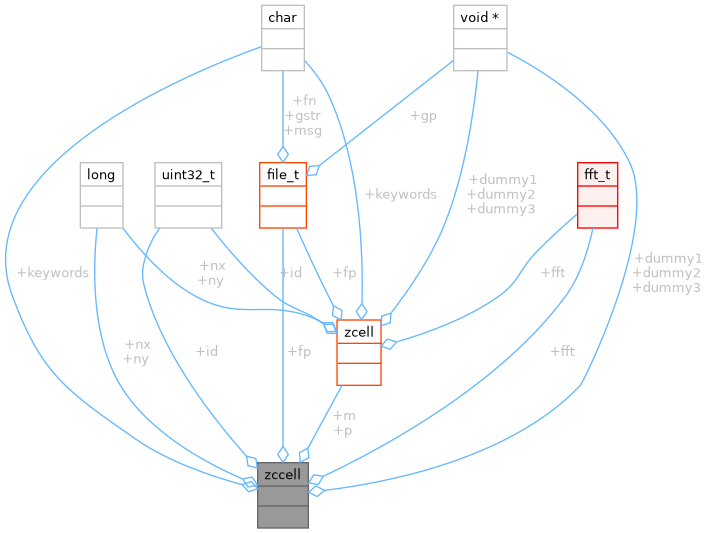 char
void *
+fn
+gstr
+msg
+gp
long
uint32_t
file_t
fft_t
+keywords
+dummy1
+dummy2
+dummy3
+keywords
+nx
+ny
+id
+fp
+fft
+dummy1
+dummy2
+dummy3
zcell
+nx
+ny
+id
+fp
+fft
+m
+p
zccell